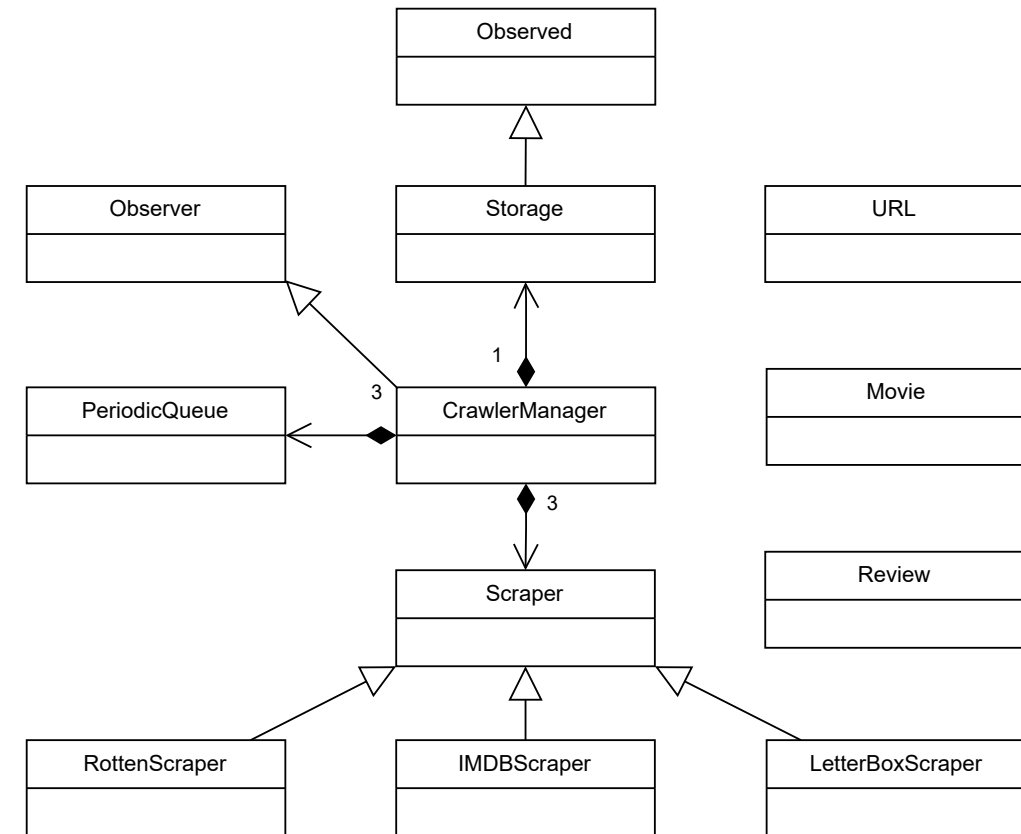 Observed
Observer
Storage
URL
1
3
PeriodicQueue
CrawlerManager
Movie
3
Scraper
Review
RottenScraper
IMDBScraper
LetterBoxScraper